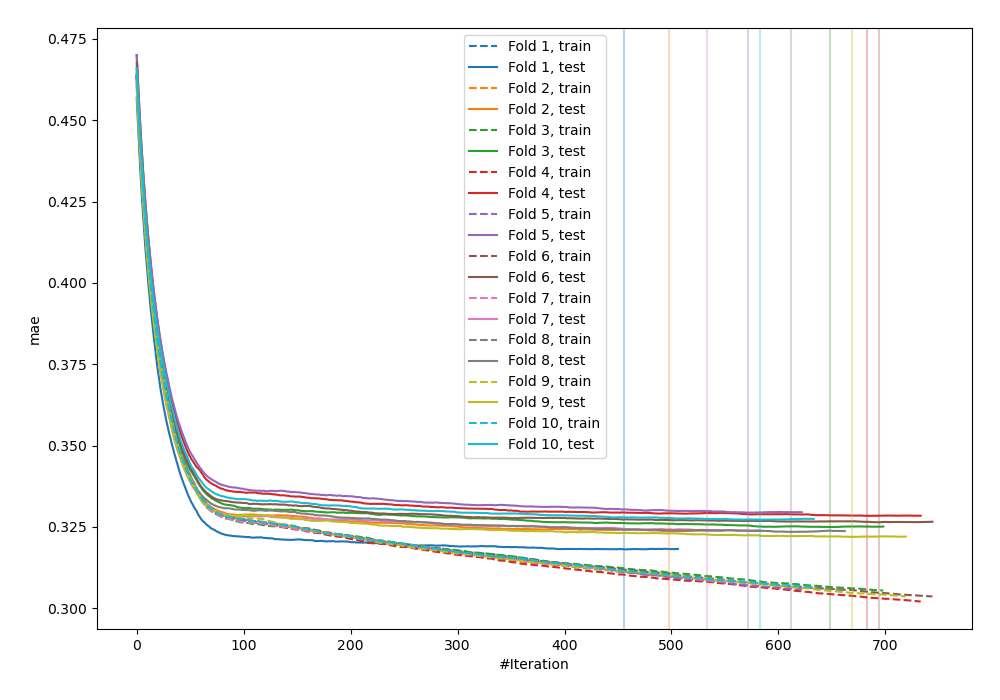 0.475
0.450
0.425
0.400
0.375
0.350
0.325
0.300
mae
0
100
200
300
400
500
600
700
#Iteration
Fold 1, train
Fold 1, test
Fold 2, train
Fold 2, test
Fold 3, train
Fold 3, test
Fold 4, train
Fold 4, test
Fold 5, train
Fold 5, test
Fold 6, train
Fold 6, test
Fold 7, train
Fold 7, test
Fold 8, train
Fold 8, test
Fold 9, train
Fold 9, test
Fold 10, train
Fold 10, test